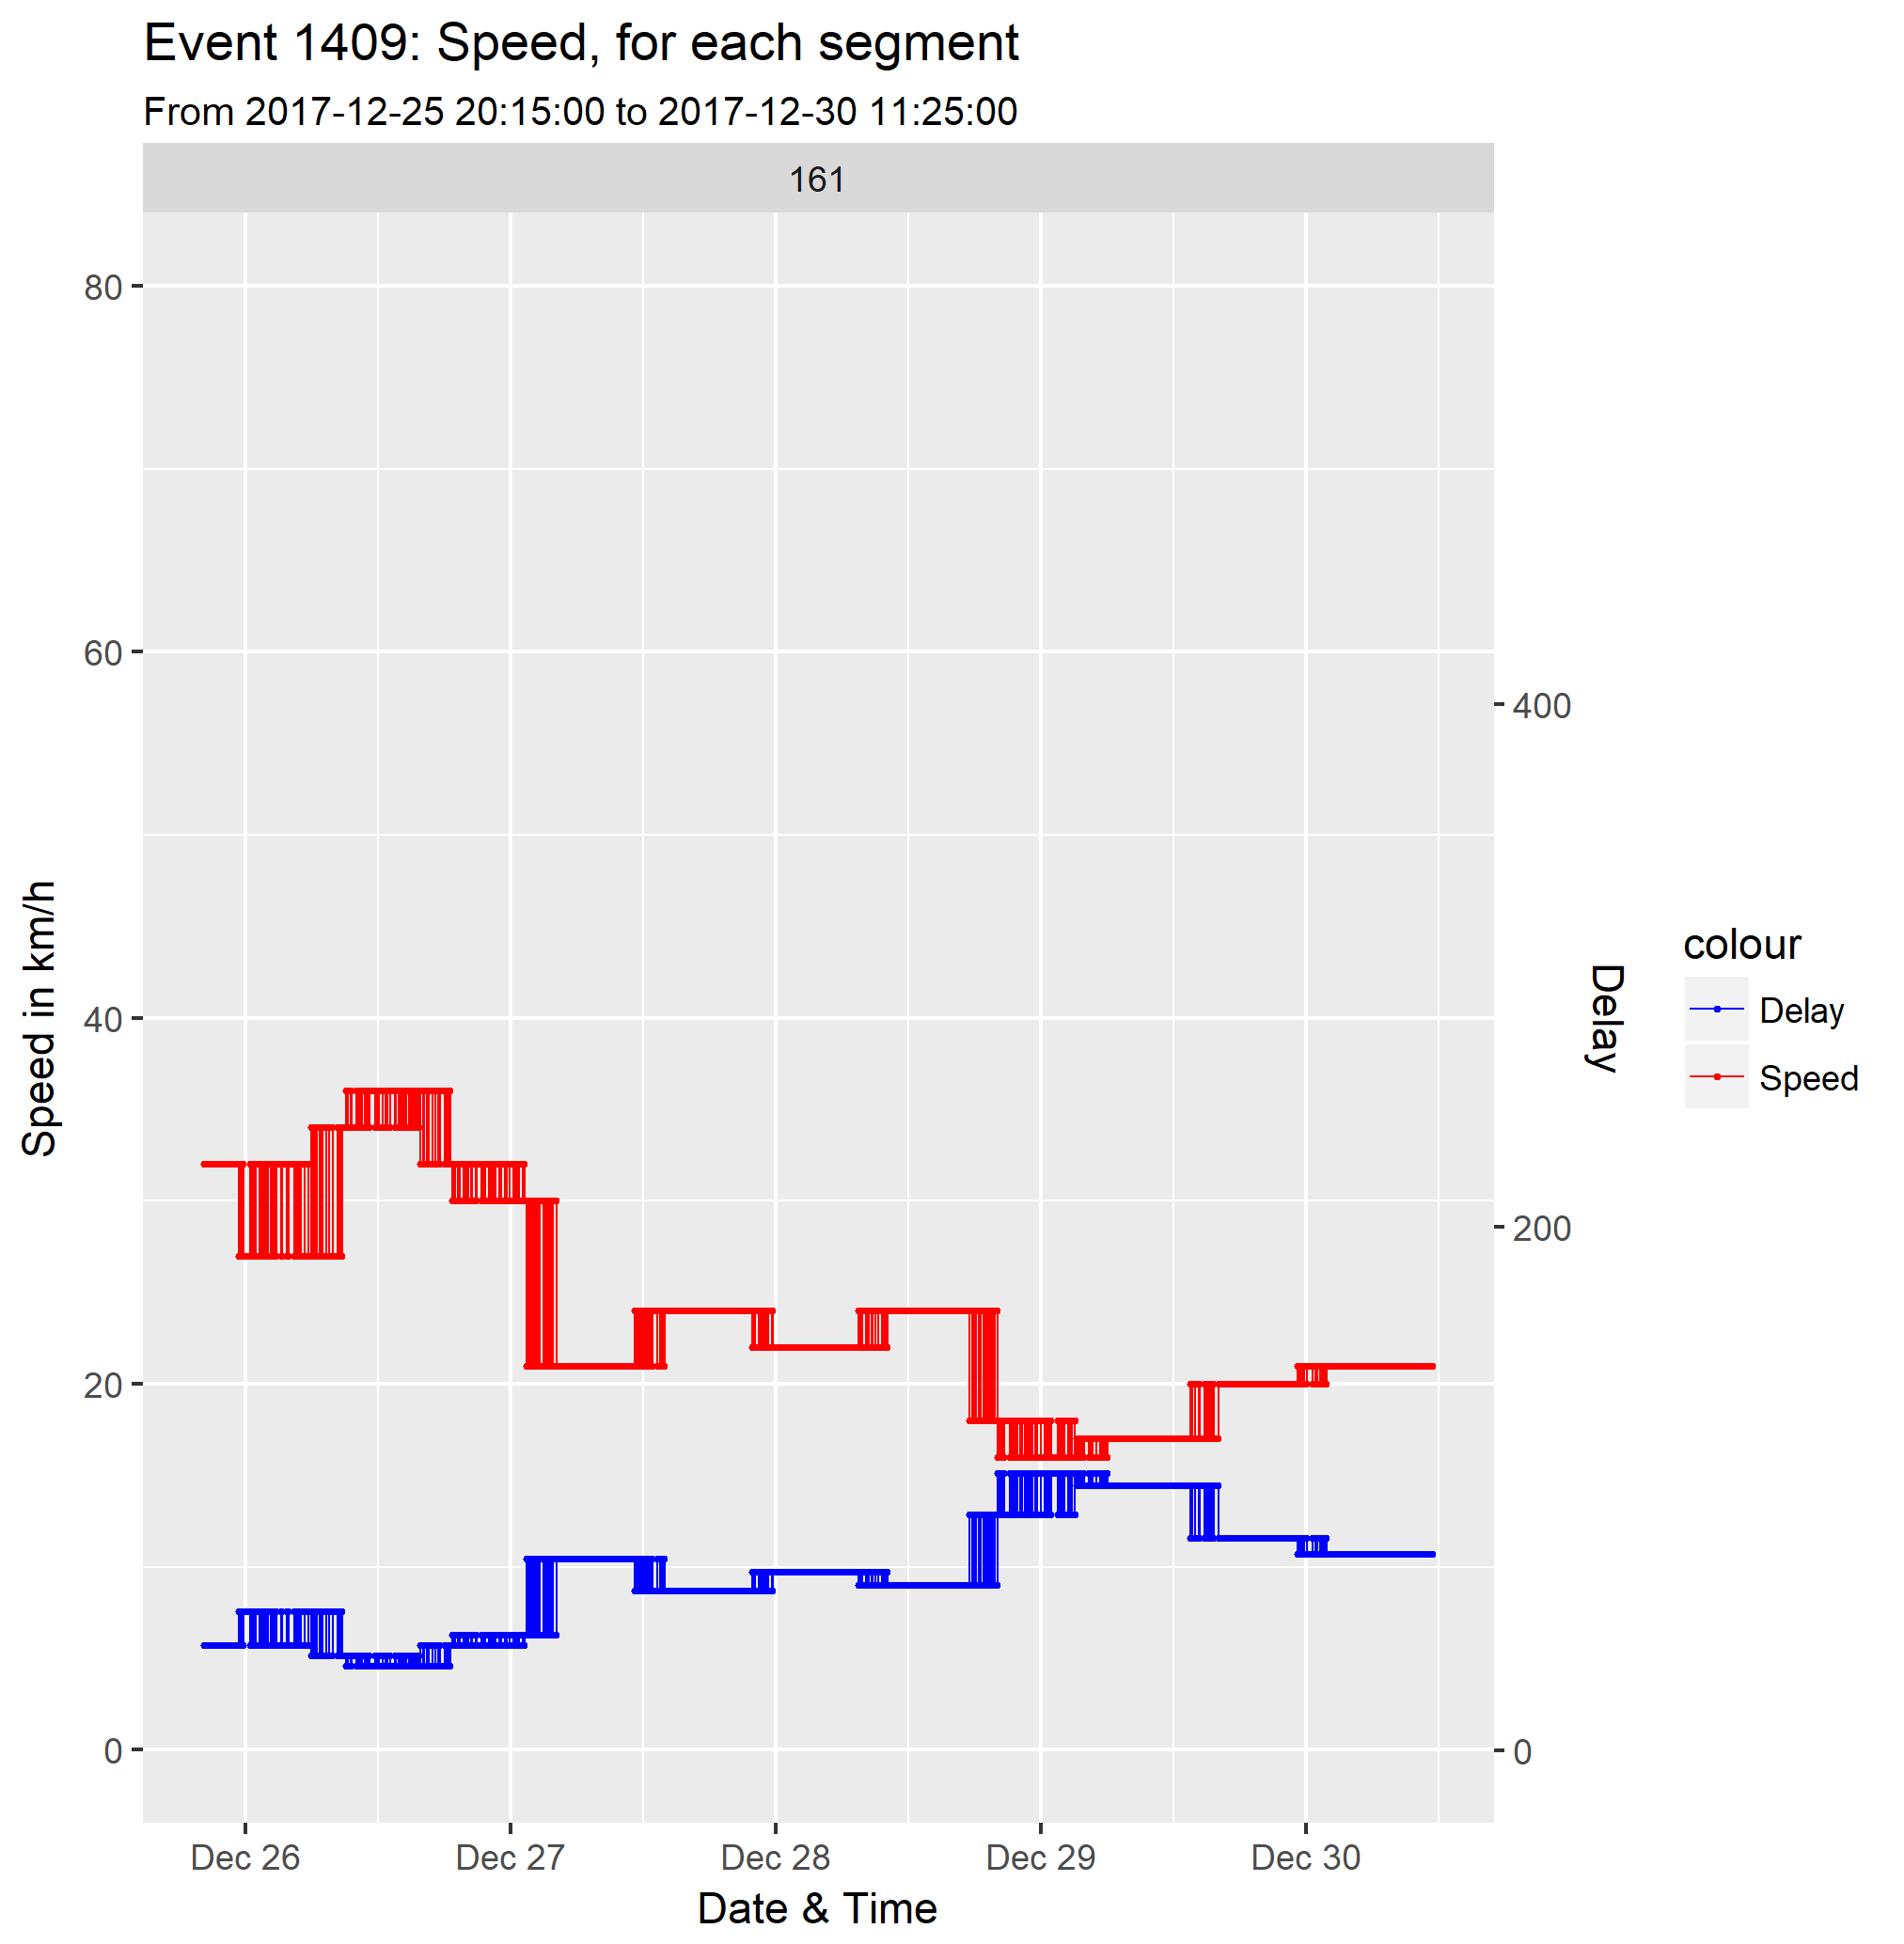 Event 1409: Speed, for each segment
From 2017-12-25 20:15:00 to 2017-12-30 11:25:00
161
80
60
40
20
0
Speed in km/h
400
200
0
Delay
colour
Delay
Speed
Dec 26
Dec 27
Dec 28
Dec 29
Dec 30
Date & Time